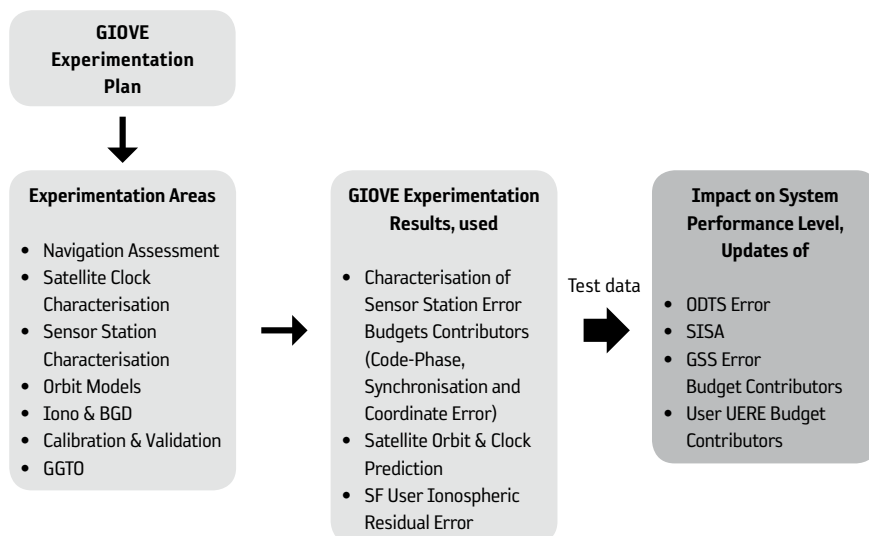 GIOVE
Experimentation
Plan
Experimentation Areas
• Navigation Assessment
• Satellite Clock
Characterisation
• Sensor Station
Characterisation
• Orbit Models
• Iono & BGD
• Calibration & Validation
• GGTO
GIOVE Experimentation
Results, used
• Characterisation of
Sensor Station Error
Budgets Contributors
(Code-Phase,
Synchronisation and
Coordinate Error)
• Satellite Orbit & Clock
Prediction
• SF User Ionospheric
Residual Error
Test data
Impact on System
Performance Level,
Updates of
• ODTS Error
• SISA
• GSS Error
Budget Contributors
• User UERE Budget
Contributors